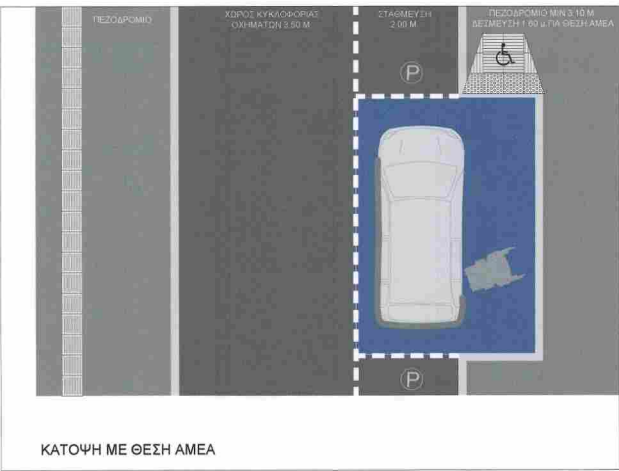 ΠΕΖΟΔΡΟΜΙΟ
ΧΩΡΟΣ ΚΥΚΛΟΦΟΡΙΑΣ
ΟΧΗΜΑΤΩΝ 3.50 Μ
ΣΤΑΘΜΕΥΣΗ
2.00 Μ
ΠΕΖΟΔΡΟΜΙΟ ΜΙΝ 3.10 Μ
ΔΕΣΜΕΥΣΗ 1.60 μ ΓΙΑ ΘΕΣΗ ΑΜΕΑ
P
P
ΚΑΤΟΨΗ ΜΕ ΘΕΣΗ ΑΜΕΑ